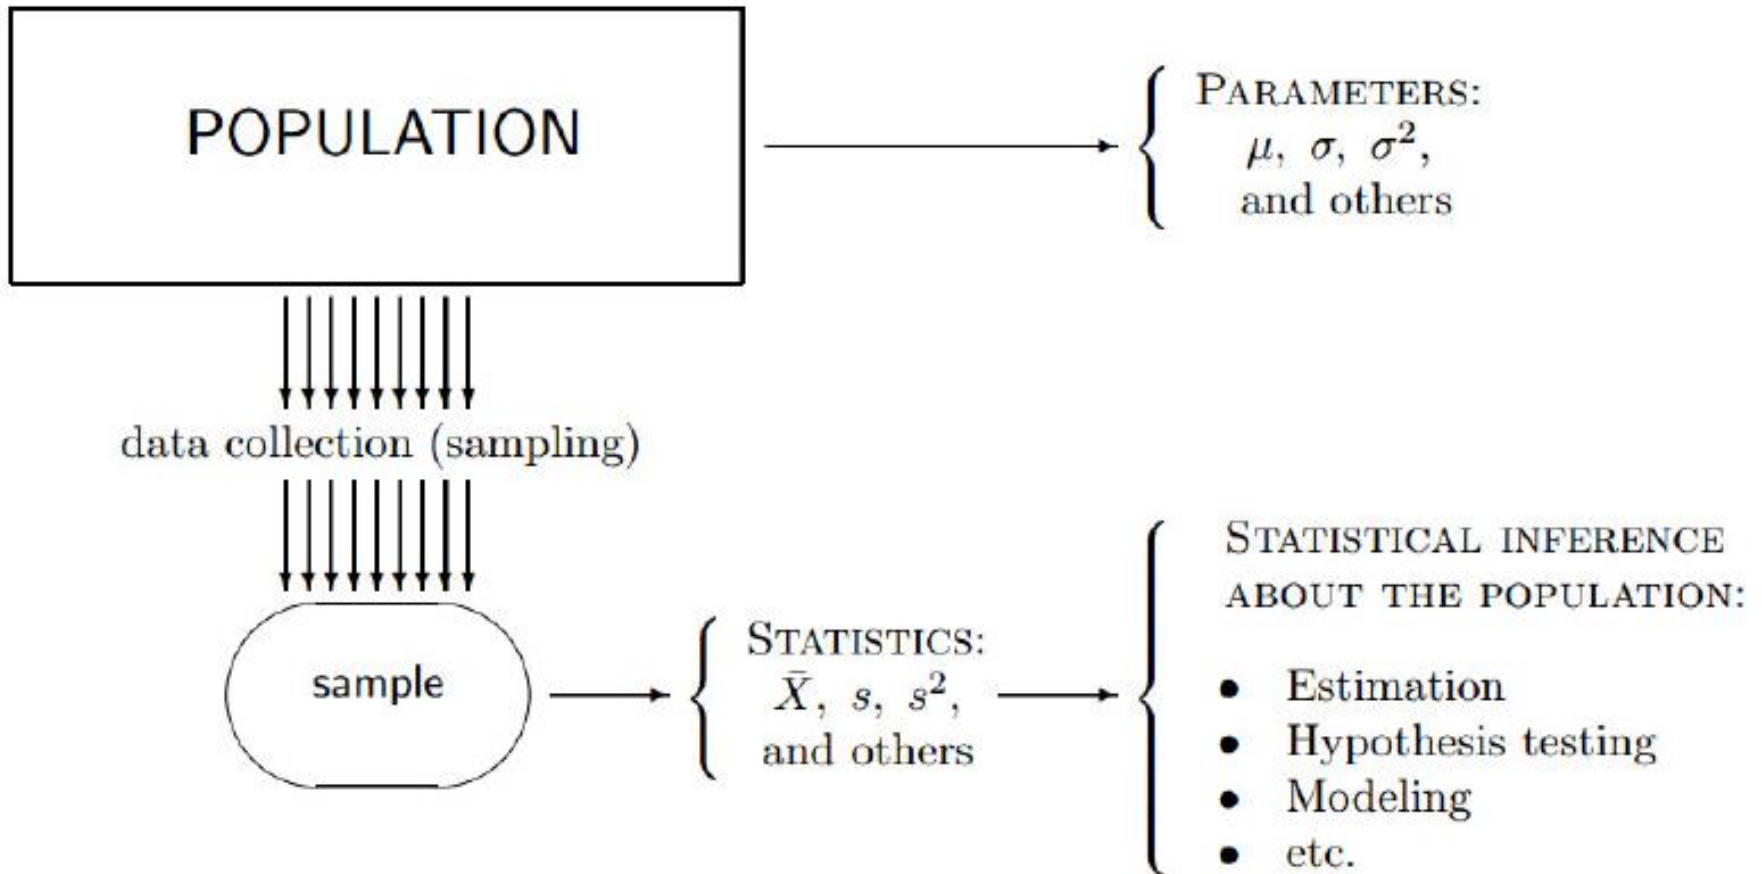 POPULATION
PARAMETERS:
μ, σ, σ²,
and others
data collection (sampling)
sample
STATISTICS:
X̄, s, s²,
and others
STATISTICAL INFERENCE
ABOUT THE POPULATION:
• Estimation
• Hypothesis testing
• Modeling
• etc.